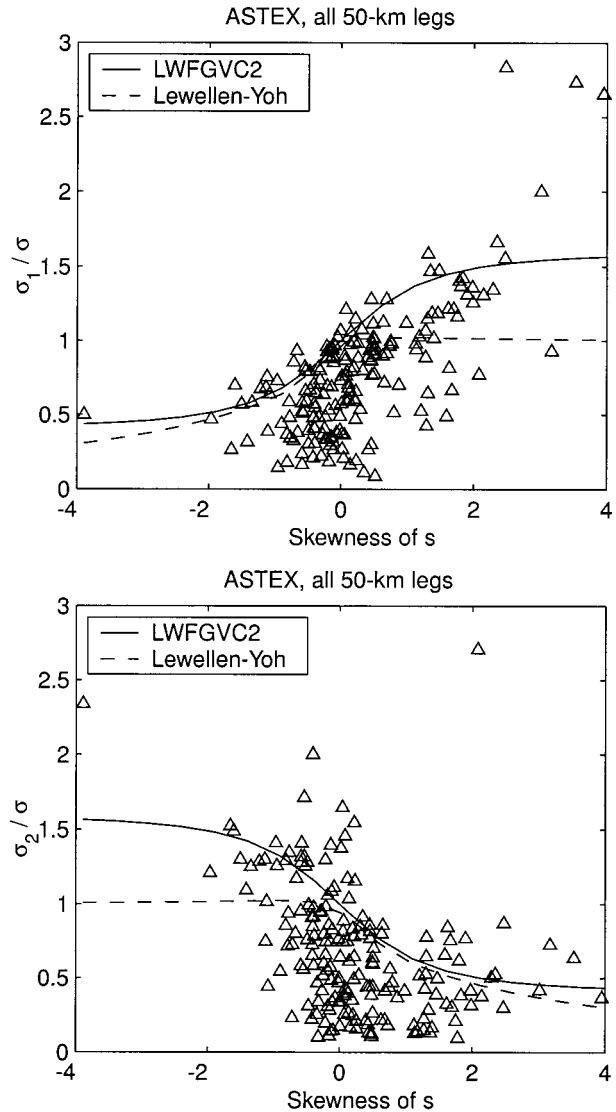 ASTEX, all 50-km legs
3
LWFGVC2
Lewellen-Yoh
2.5
2
σ₁ / σ
1.5
1
0.5
0
-4 -2 0 2 4
Skewness of s
ASTEX, all 50-km legs
3
LWFGVC2
Lewellen-Yoh
2.5
2
σ₂ / σ
1.5
1
0.5
0
-4 -2 0 2 4
Skewness of s